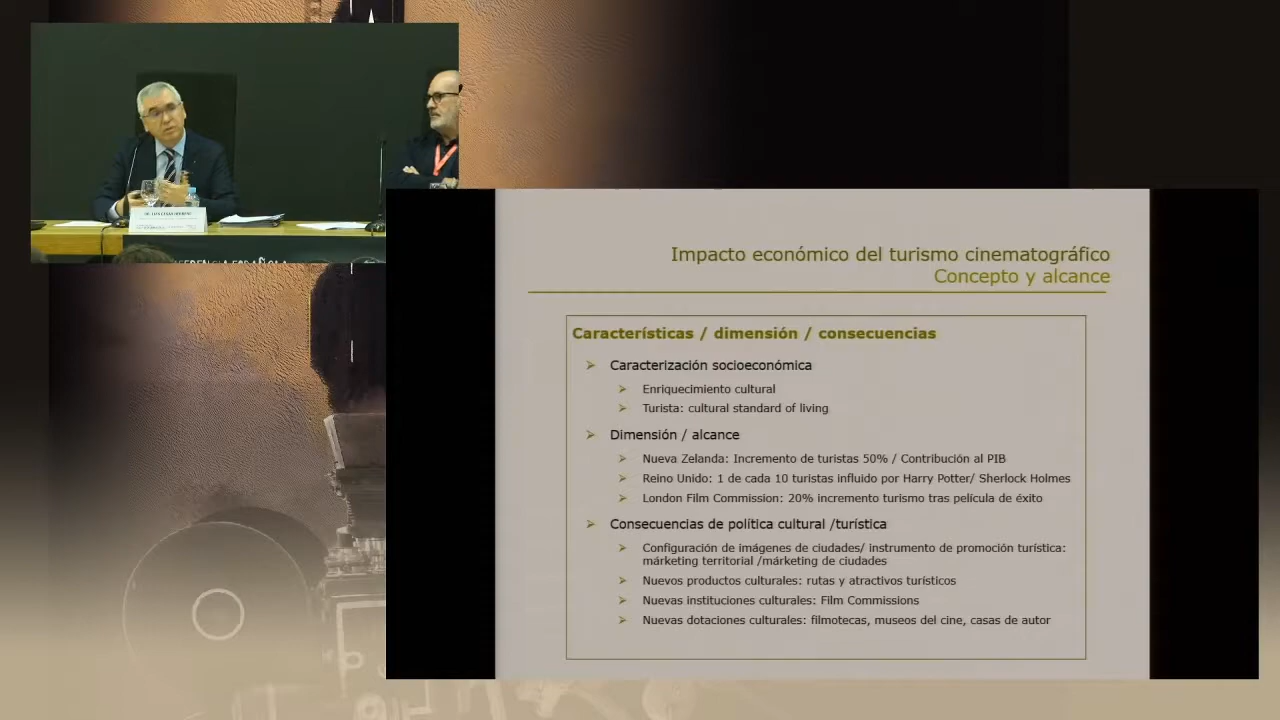 Impacto económico del turismo cinematográfico
Concepto y alcance
Características / dimensión / consecuencias
Caracterización socioeconómica
Enriquecimiento cultural
Turista: cultural standard of living
Dimensión / alcance
Nueva Zelanda: Incremento de turistas 50% / Contribución al PIB
Reino Unido: 1 de cada 10 turistas influido por Harry Potter/ Sherlock Holmes
London Film Commission: 20% incremento turismo tras película de éxito
Consecuencias de política cultural /turística
Configuración de imágenes de ciudades/ instrumento de promoción turística:
márketing territorial /márketing de ciudades
Nuevos productos culturales: rutas y atractivos turísticos
Nuevas instituciones culturales: Film Commissions
Nuevas dotaciones culturales: filmotecas, museos del cine, casas de autor